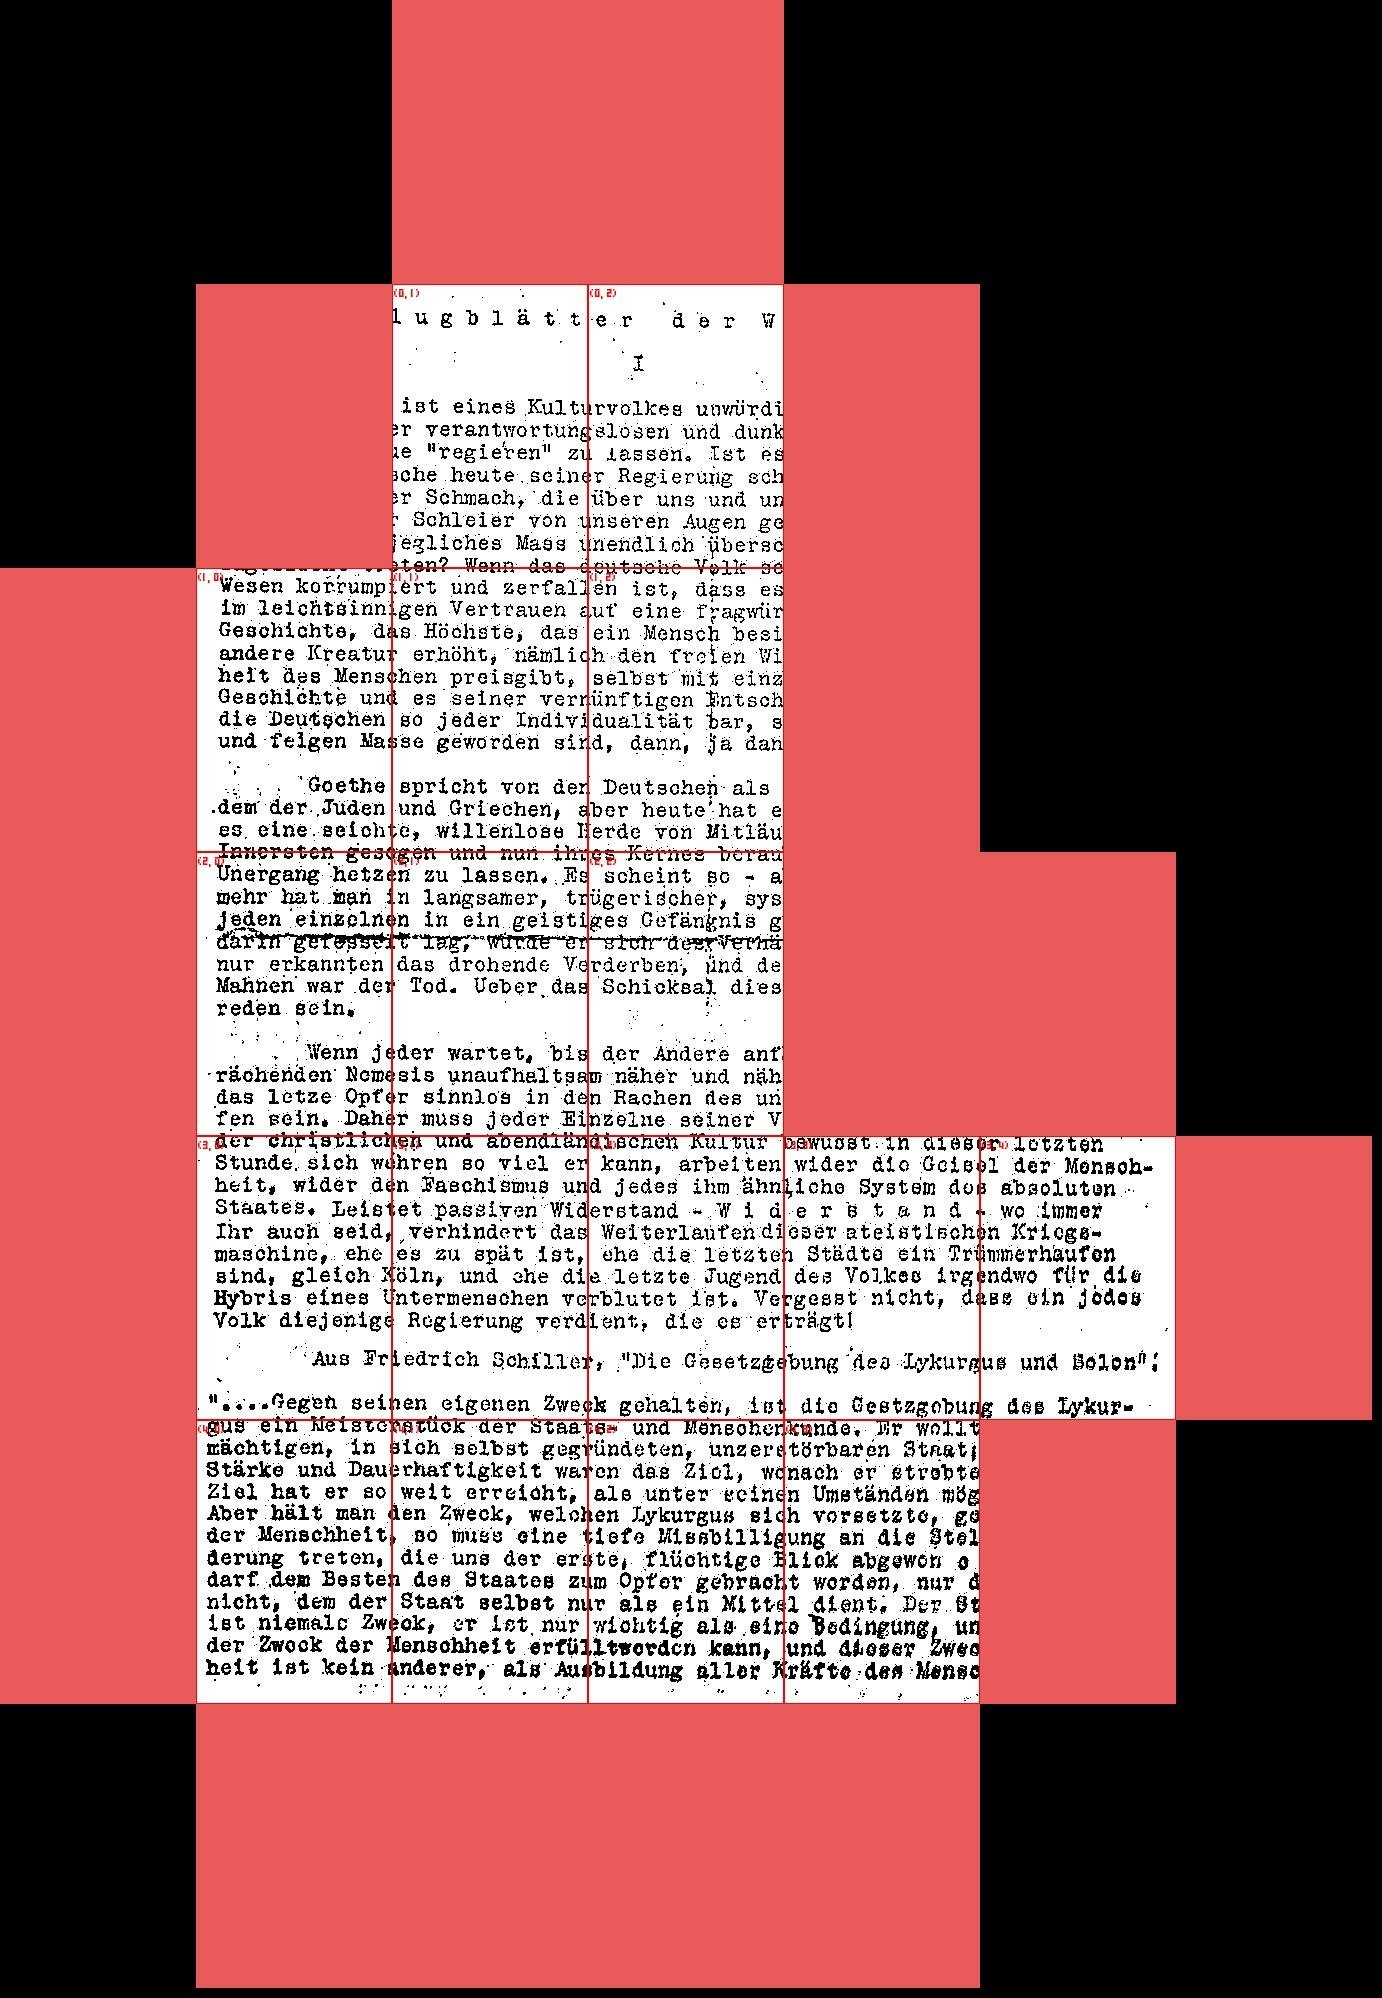 lugblätter der W
I
ist eines Kulturvolkes unwürdi
er verantwortungslosen und dunk
ue "regieren" zu lassen. Ist es
sche heute seiner Regierung sch
er Schmach, die über uns und un
r Schleier von unseren Augen ge
jegliches Mass unendlich übersc
eten? Wenn das deutsche Volk so
Wesen korrumpiert und zerfallen ist, dass es
im leichtsinnigen Vertrauen auf eine fragwür
Geschichte, das Höchste, das ein Mensch besi
andere Kreatur erhöht, nämlich den freien Wi
heit des Menschen preisgibt, selbst mit einz
Geschichte und es seiner vernünftigen Entsch
die Deutschen so jeder Individualität bar, s
und feigen Masse geworden sind, dann, ja dan
Goethe spricht von den Deutschen als
dem der Juden und Griechen, aber heute hat e
es eine seichte, willenlose Herde von Mitläu
Innersten gesogen und nun ihres Kernes berau
Unergang hetzen zu lassen. Es scheint so - a
mehr hat man in langsamer, trügerischer, sys
jeden einzelnen in ein geistiges Gefängnis g
darin gefesselt lag, wurde er sich des Verhä
nur erkannten das drohende Verderben, und de
Mahnen war der Tod. Ueber das Schicksal dies
reden sein.
Wenn jeder wartet, bis der Andere anf
rächenden Nemesis unaufhaltsam näher und näh
das letze Opfer sinnlos in den Rachen des un
fen sein. Daher muss jeder Einzelne seiner V
der christlichen und abendländischen Kultur bewusst in dieser letzten
Stunde sich wehren so viel er kann, arbeiten wider die Geisel der Mensch-
heit, wider den Faschismus und jedes ihm ähnliche System des absoluten
Staates. Leistet passiven Widerstand - W i d e r s t a n d - wo immer
Ihr auch seid, verhindert das Weiterlaufen dieser ateistischen Kriegs-
maschine, ehe es zu spät ist, ehe die letzten Städte ein Trümmerhaufen
sind, gleich Köln, und ehe die letzte Jugend des Volkes irgendwo für die
Hybris eines Untermenschen verblutet ist. Vergesst nicht, dass ein jedes
Volk diejenige Regierung verdient, die es erträgt!
Aus Friedrich Schiller, "Die Gesetzgebung des Lykurgus und Solon":
"....Gegen seinen eigenen Zweck gehalten, ist die Gestzgebung des Lykur-
gus ein Meisterstück der Staats- und Menschenkunde. Er wollt
mächtigen, in sich selbst gegründeten, unzerstörbaren Staat;
Stärke und Dauerhaftigkeit waren das Ziel, wonach er strebte
Ziel hat er so weit erreicht, als unter seinen Umständen mög
Aber hält man den Zweck, welchen Lykurgus sich vorsetzte, ge
der Menschheit, so muss eine tiefe Missbilligung an die Stel
derung treten, die uns der erste, flüchtige Blick abgewon e
darf dem Besten des Staates zum Opfer gebracht werden, nur d
nicht, dem der Staat selbst nur als ein Mittel dient. Der St
ist niemals Zweck, er ist nur wichtig als eine Bedingung, un
der Zweck der Menschheit erfülltwerden kann, und dieser Zwec
heit ist kein anderer, als Ausbildung aller Kräfte des Mensc